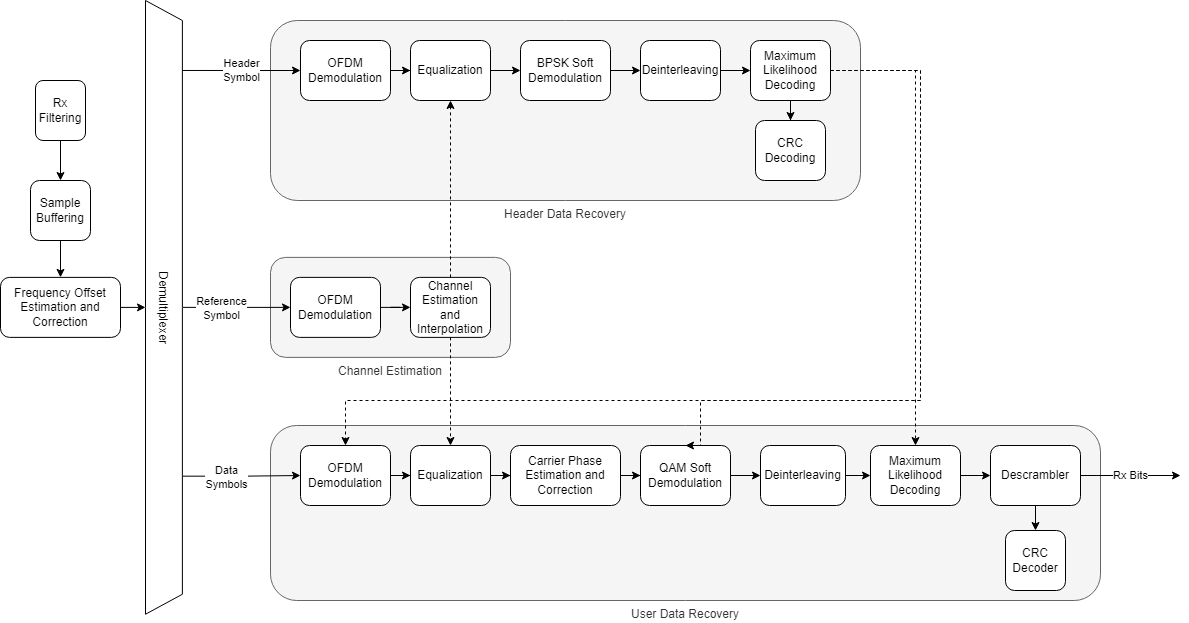 Rx
Filtering
Sample
Buffering
Frequency Offset
Estimation and
Correction
Demultiplexer
Header
Symbol
OFDM
Demodulation
Equalization
BPSK Soft
Demodulation
Deinterleaving
Maximum
Likelihood
Decoding
CRC
Decoding
Header Data Recovery
Reference
Symbol
OFDM
Demodulation
Channel
Estimation
and
Interpolation
Channel Estimation
Data
Symbols
OFDM
Demodulation
Equalization
Carrier Phase
Estimation and
Correction
QAM Soft
Demodulation
Deinterleaving
Maximum
Likelihood
Decoding
Descrambler
Rx Bits
CRC
Decoder
User Data Recovery